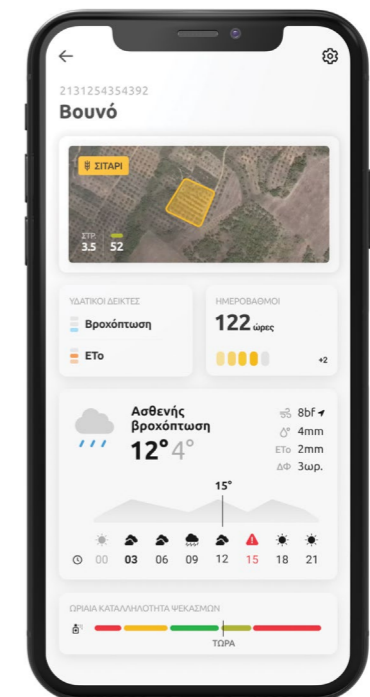 2131254354392
Βουνό
ΣΙΤΑΡΙ
ΣΤΡ.
3.5 52
ΥΔΑΤΙΚΟΙ ΔΕΙΚΤΕΣ
Βροχόπτωση
ETo
ΗΜΕΡΟΒΑΘΜΟΙ
122 ώρες
+2
Ασθενής
βροχόπτωση
12° 4°
8bf
4mm
ETo 2mm
ΔΦ 3ωρ.
15°
00 03 06 09 12 15 18 21
ΩΡΙΑΙΑ ΚΑΤΑΛΛΗΛΟΤΗΤΑ ΨΕΚΑΣΜΩΝ
ΤΩΡΑ